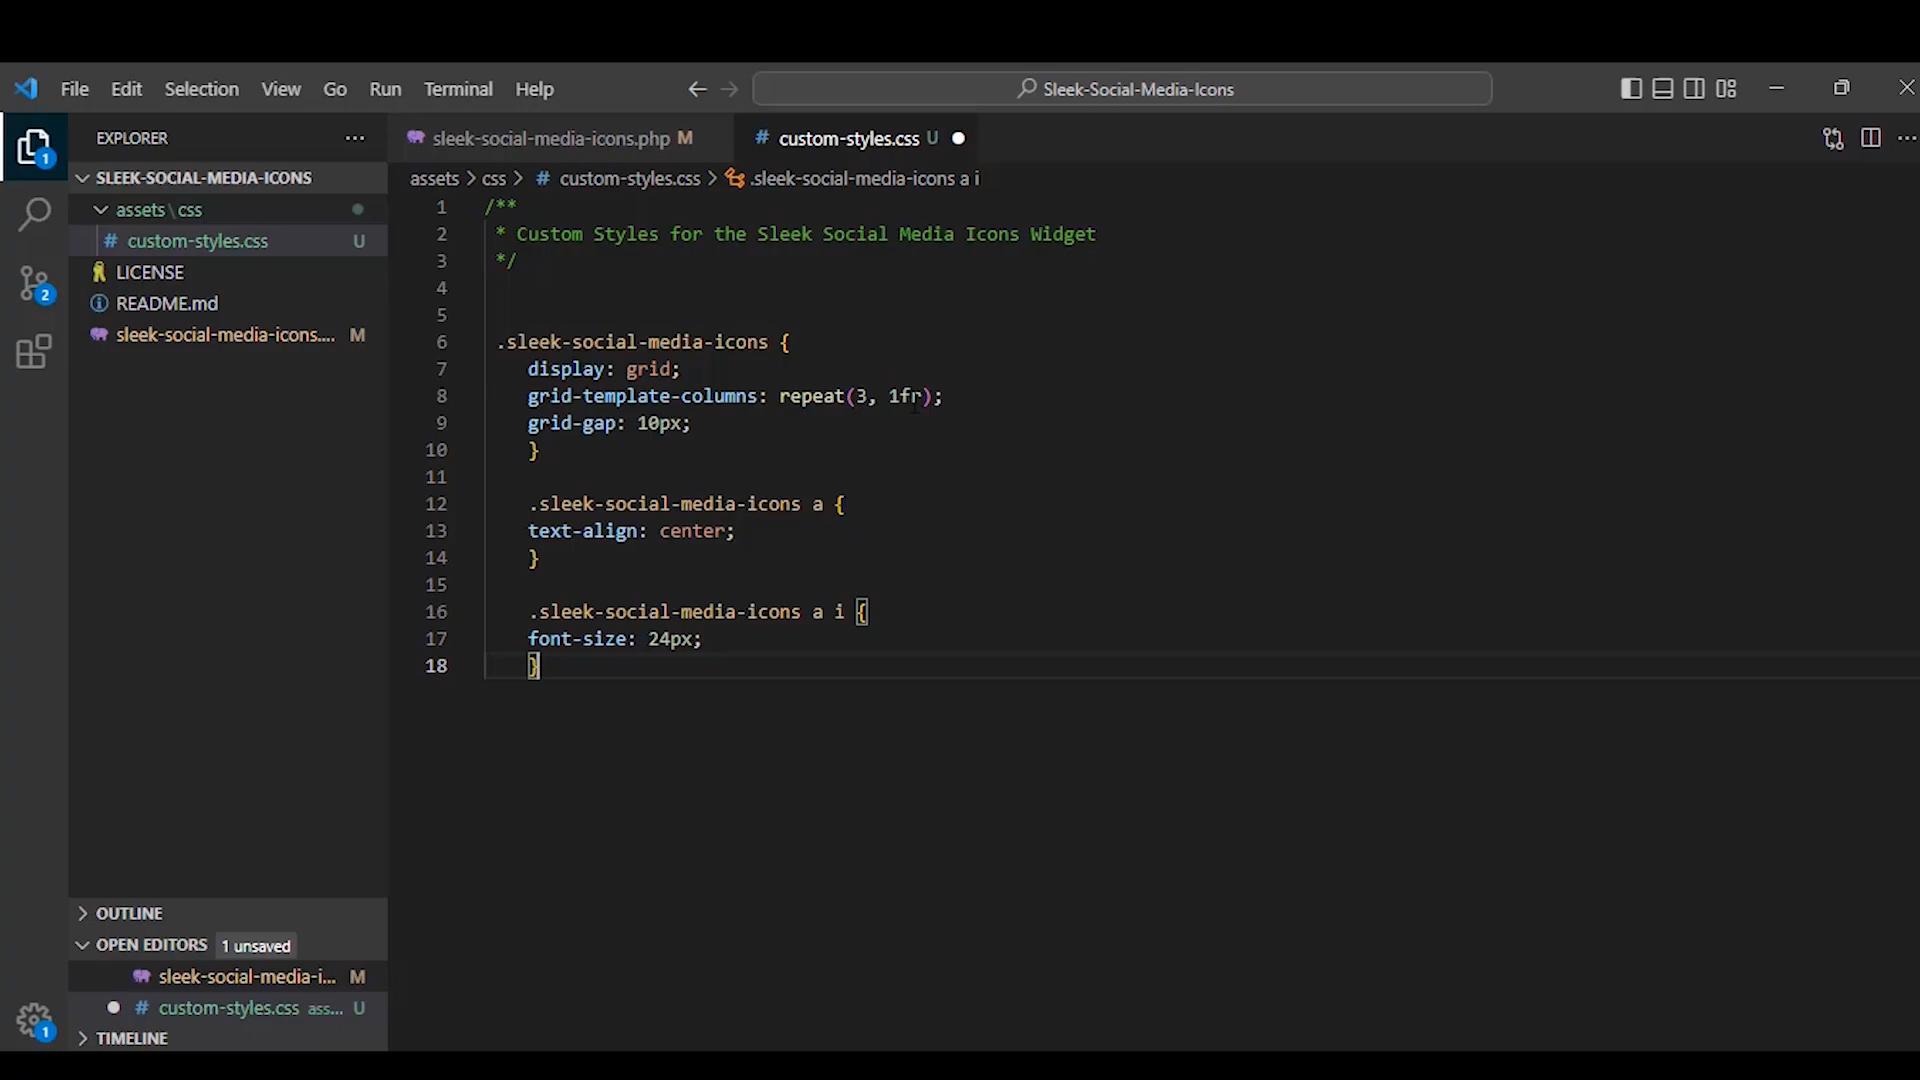 File Edit Selection View Go Run Terminal Help
Sleek-Social-Media-Icons
EXPLORER
sleek-social-media-icons.php M
# custom-styles.css U
SLEEK-SOCIAL-MEDIA-ICONS
assets > css > # custom-styles.css > .sleek-social-media-icons a i
assets\css
# custom-styles.css U
LICENSE
README.md
sleek-social-media-icons.... M
1
2
2
1
1 /**
2 * Custom Styles for the Sleek Social Media Icons Widget
3 */
4
5
6 .sleek-social-media-icons {
7 display: grid;
8 grid-template-columns: repeat(3, 1fr);
9 grid-gap: 10px;
10 }
11
12 .sleek-social-media-icons a {
13 text-align: center;
14 }
15
16 .sleek-social-media-icons a i {
17 font-size: 24px;
18 }
OUTLINE
OPEN EDITORS 1 unsaved
sleek-social-media-i... M
# custom-styles.css ass... U
TIMELINE